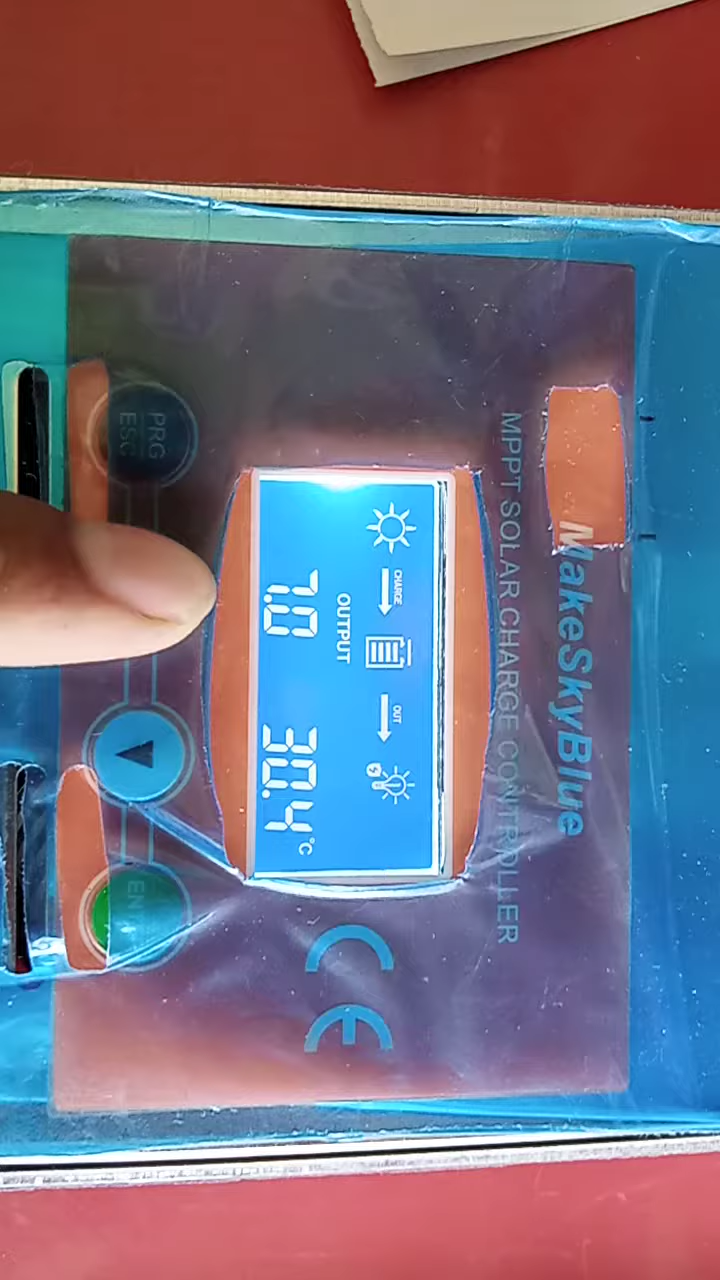 MakeSkyBlue
MPPT SOLAR CHARGE CONTROLLER
CHARGE
OUT
OUTPUT
7.0
30.4°C
PRG
ESC
CE